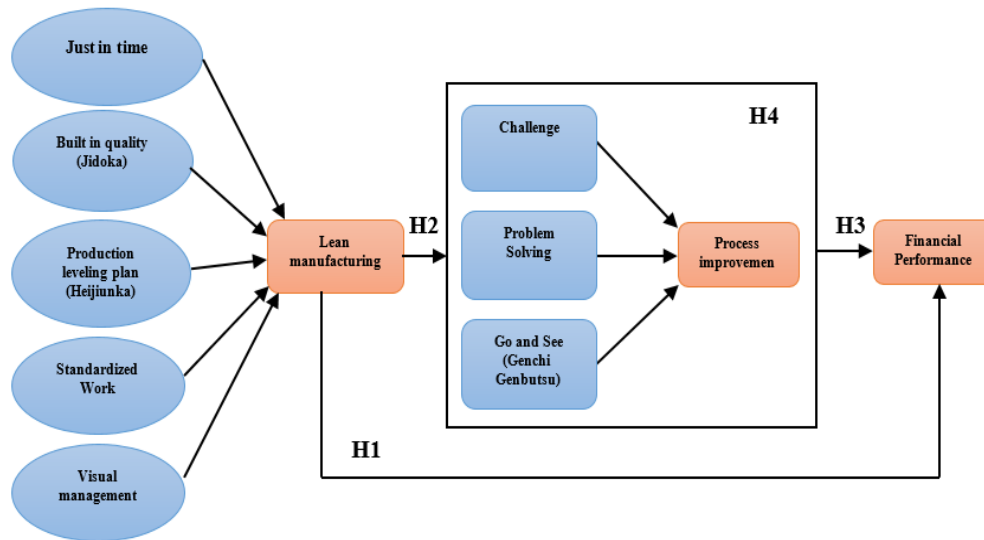 Just in time
Built in quality
(Jidoka)
Production
leveling plan
(Heijiunka)
Standardized
Work
Visual
management
Lean
manufacturing
H2
Challenge
Problem
Solving
Go and See
(Genchi
Genbutsu)
H4
Process
improvemen
H3
Financial
Performance
H1